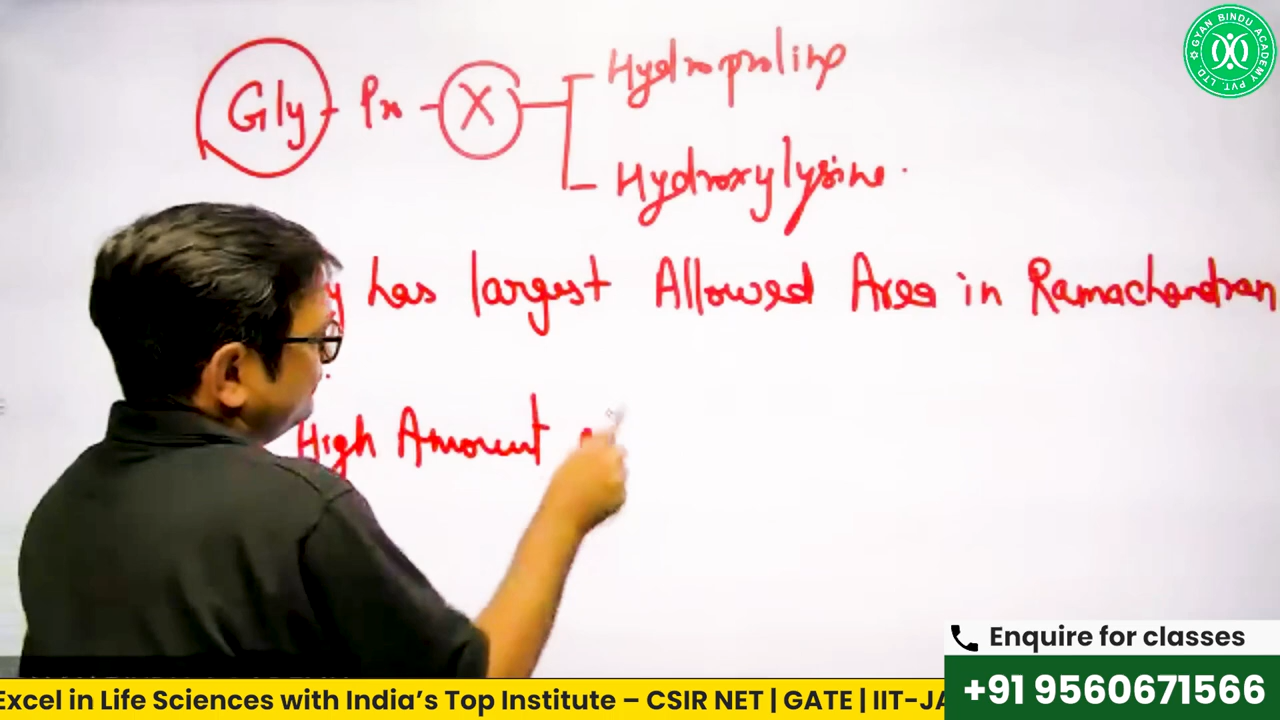 Gly - Pro - X
Hydroproline
Hydroxylysine.
y has largest Allowed Area in Ramachandran
High Amount
GYAN BINDU ACADEMY PVT. LTD.
Enquire for classes
+91 9560671566
Excel in Life Sciences with India's Top Institute – CSIR NET | GATE | IIT-JA